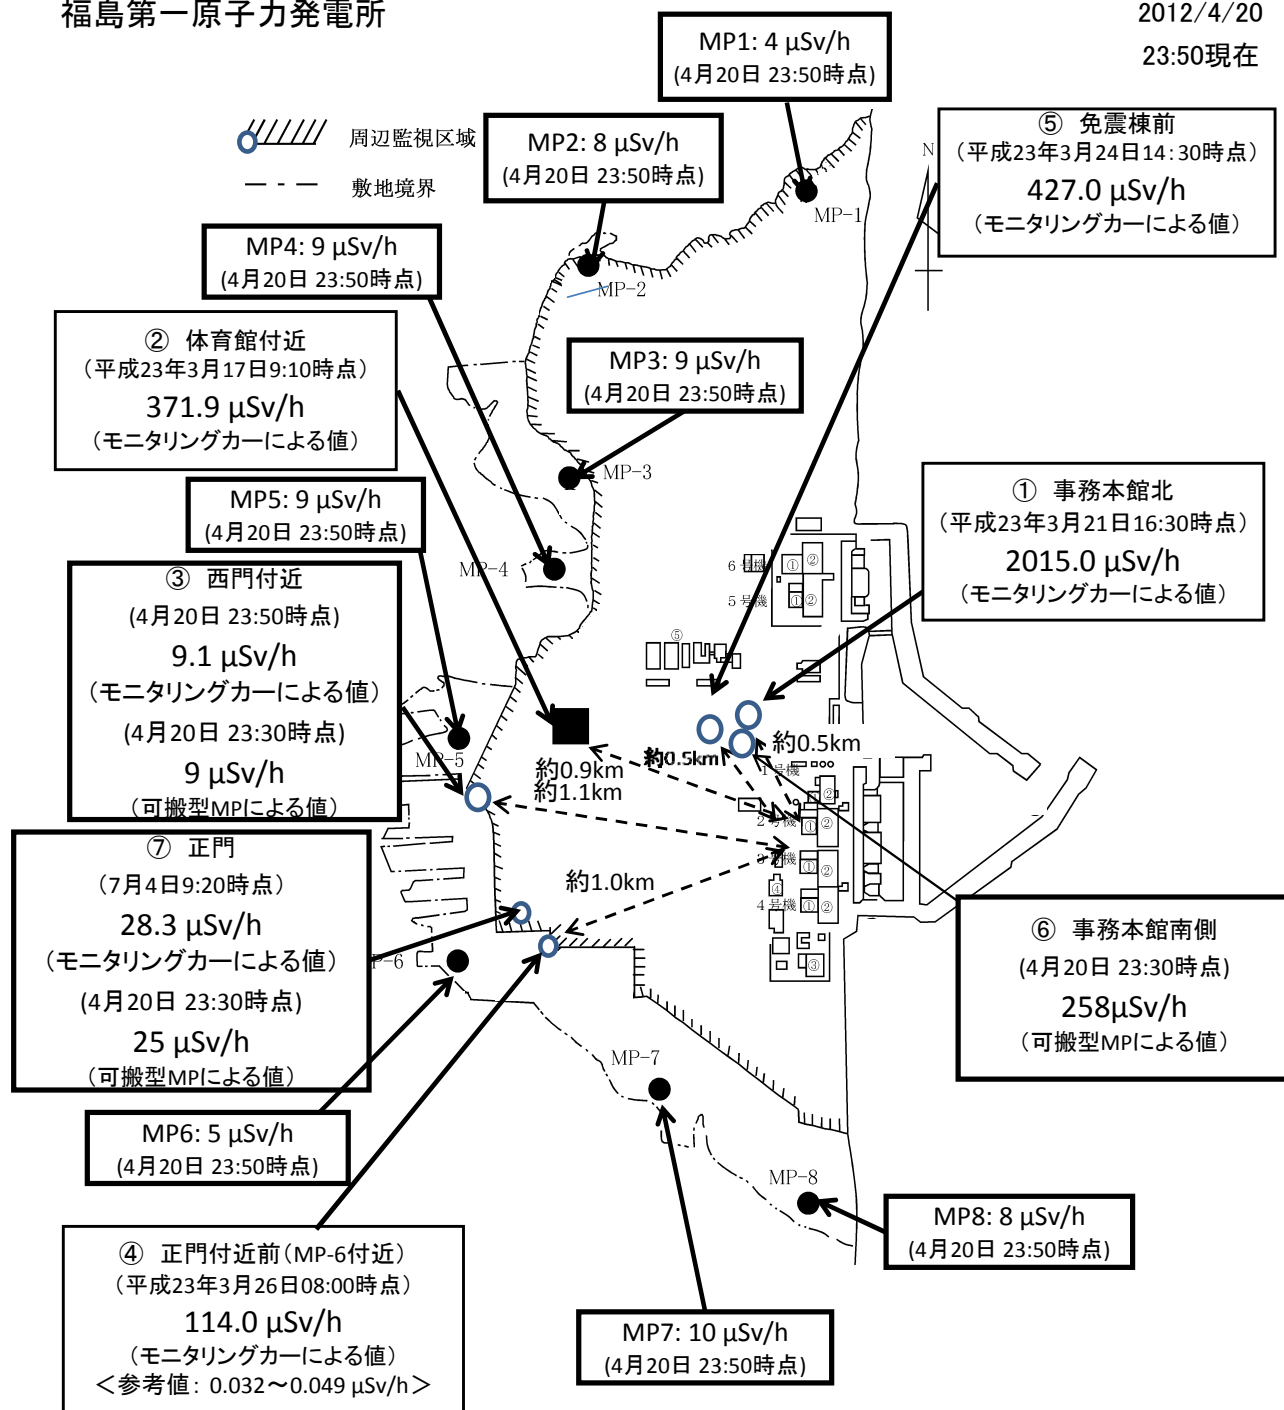 福島第一原子力発電所
2012/4/20
23:50現在
周辺監視区域
敷地境界
MP1: 4 μSv/h
(4月20日 23:50時点)
MP2: 8 μSv/h
(4月20日 23:50時点)
⑤ 免震棟前
（平成23年3月24日14:30時点）
427.0 μSv/h
（モニタリングカーによる値）
N
MP-1
MP4: 9 μSv/h
(4月20日 23:50時点)
MP-2
② 体育館付近
（平成23年3月17日9:10時点）
371.9 μSv/h
（モニタリングカーによる値）
MP3: 9 μSv/h
(4月20日 23:50時点)
MP-3
MP5: 9 μSv/h
(4月20日 23:50時点)
① 事務本館北
（平成23年3月21日16:30時点）
2015.0 μSv/h
（モニタリングカーによる値）
MP-4
6号機
①
②
5号機
①
②
⑤
③ 西門付近
(4月20日 23:50時点)
9.1 μSv/h
（モニタリングカーによる値）
(4月20日 23:30時点)
9 μSv/h
（可搬型MPによる値）
MP-5
約0.9km
約1.1km
約0.5km
約0.5km
1号機
①
②
2号機
①
②
3号機
①
②
④
4号機
①
②
③
約1.0km
⑦ 正門
（7月4日9:20時点）
28.3 μSv/h
（モニタリングカーによる値）
(4月20日 23:30時点)
25 μSv/h
（可搬型MPによる値）
P-6
⑥ 事務本館南側
(4月20日 23:30時点)
258μSv/h
（可搬型MPによる値）
MP-7
MP6: 5 μSv/h
(4月20日 23:50時点)
MP-8
MP8: 8 μSv/h
(4月20日 23:50時点)
④ 正門付近前（MP-6付近）
（平成23年3月26日08:00時点）
114.0 μSv/h
（モニタリングカーによる値）
＜参考値: 0.032～0.049 μSv/h＞
MP7: 10 μSv/h
(4月20日 23:50時点)